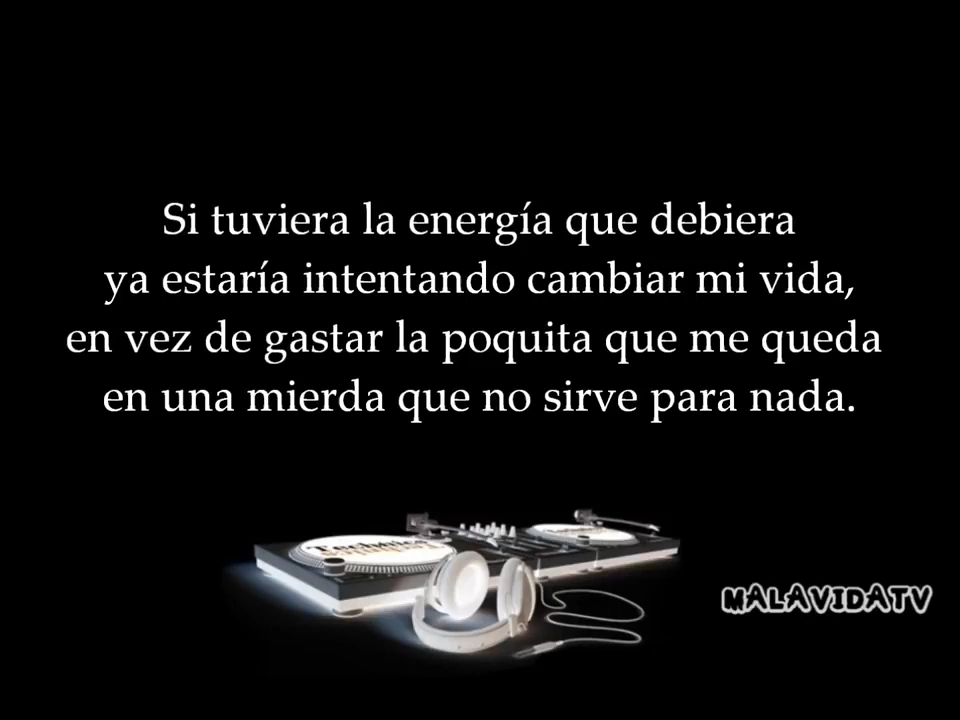 Si tuviera la energía que debiera
ya estaría intentando cambiar mi vida,
en vez de gastar la poquita que me queda
en una mierda que no sirve para nada.
Technics
MALAVIDATV